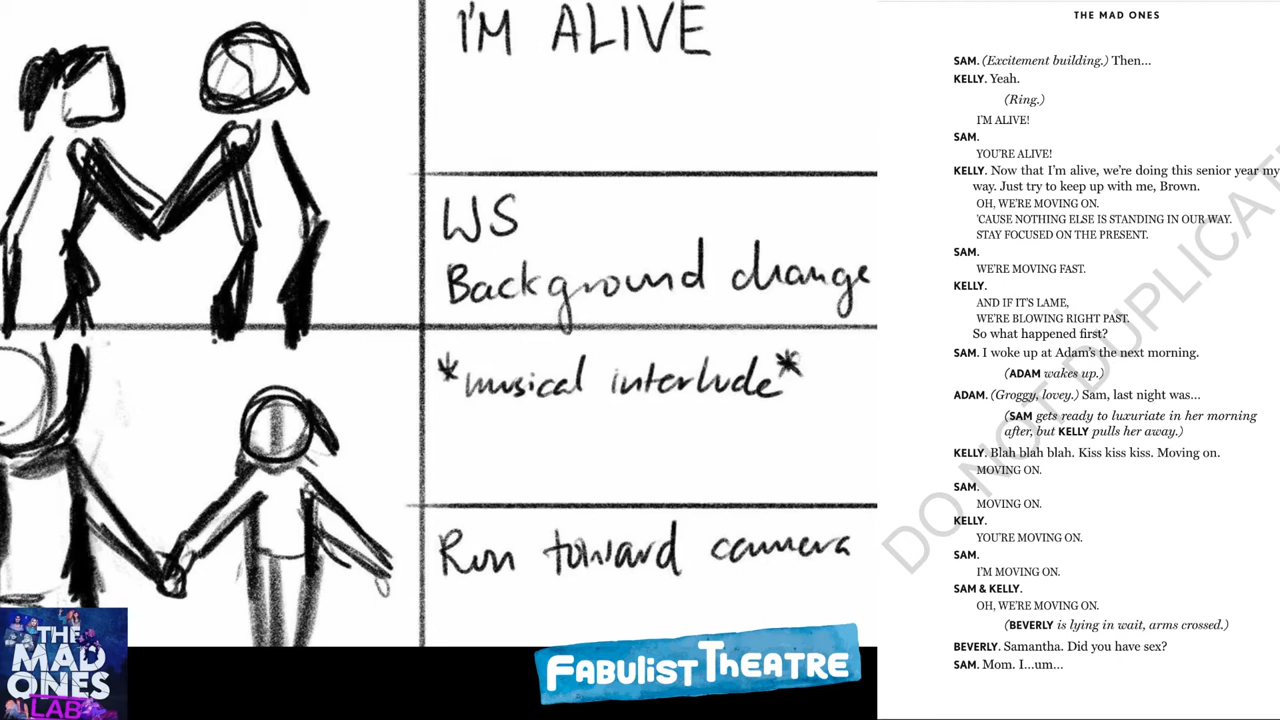 I'M ALIVE
WS
Background change
*musical interlude*
Run toward camera
THE
MAD
ONES
LAB
FABULIST THEATRE
THE MAD ONES
SAM. (Excitement building.) Then...
KELLY. Yeah.
(Ring.)
I'M ALIVE!
SAM.
YOU'RE ALIVE!
KELLY. Now that I'm alive, we're doing this senior year my
way. Just try to keep up with me, Brown.
OH, WE'RE MOVING ON.
'CAUSE NOTHING ELSE IS STANDING IN OUR WAY.
STAY FOCUSED ON THE PRESENT.
SAM.
WE'RE MOVING FAST.
KELLY.
AND IF IT'S LAME,
WE'RE BLOWING RIGHT PAST.
So what happened first?
SAM. I woke up at Adam's the next morning.
(ADAM wakes up.)
ADAM. (Groggy, lovey.) Sam, last night was...
(SAM gets ready to luxuriate in her morning
after, but KELLY pulls her away.)
KELLY. Blah blah blah. Kiss kiss kiss. Moving on.
MOVING ON.
SAM.
MOVING ON.
KELLY.
YOU'RE MOVING ON.
SAM.
I'M MOVING ON.
SAM & KELLY.
OH, WE'RE MOVING ON.
(BEVERLY is lying in wait, arms crossed.)
BEVERLY. Samantha. Did you have sex?
SAM. Mom. I...um...
DO NOT DUPLICAT